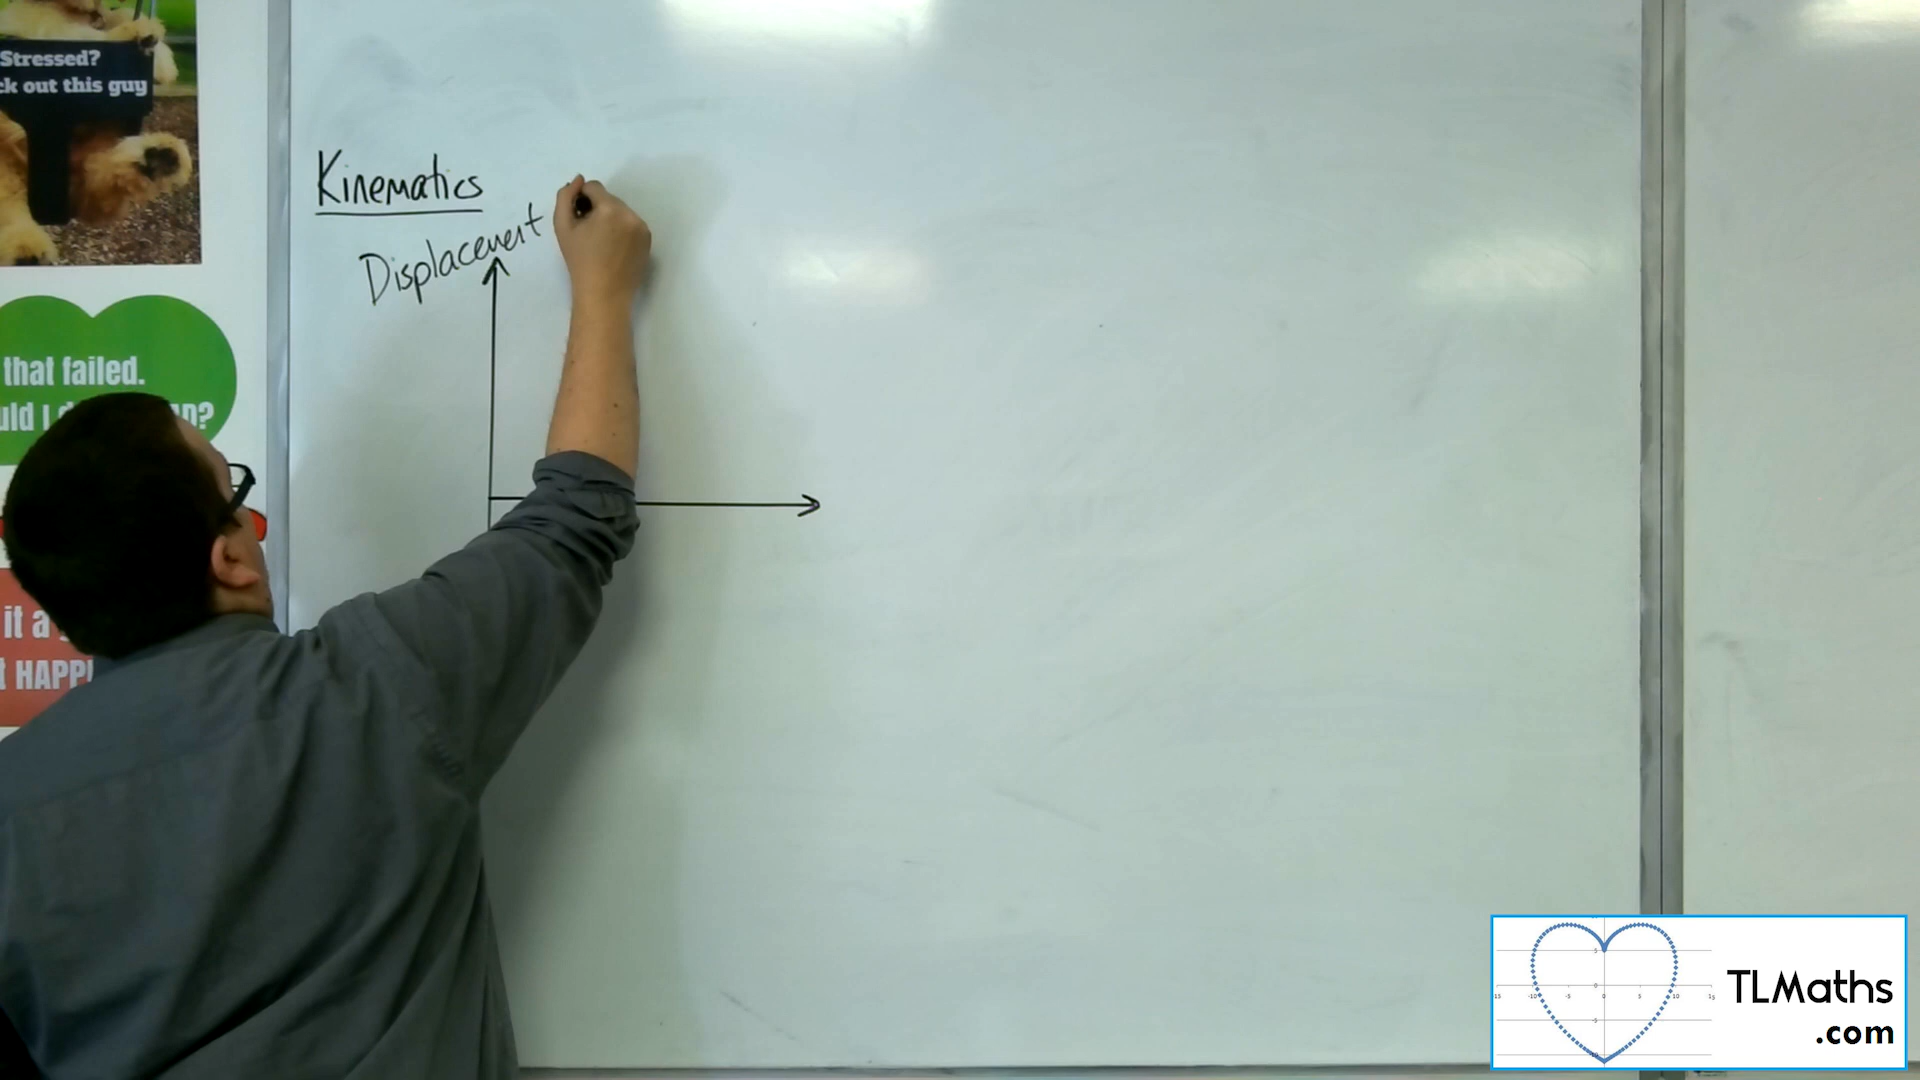 Stressed?
ck out this guy
Kinematics
Displacement
that failed.
uld I
it a
HAPP
TLMaths
.com